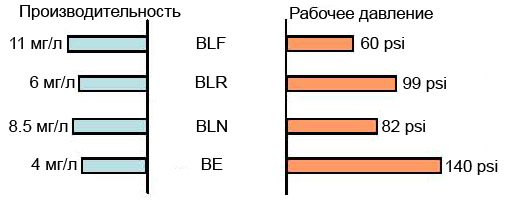 Производительность Рабочее давление
11 мг/л BLF 60 psi
6 мг/л BLR 99 psi
8.5 мг/л BLN 82 psi
4 мг/л BE 140 psi